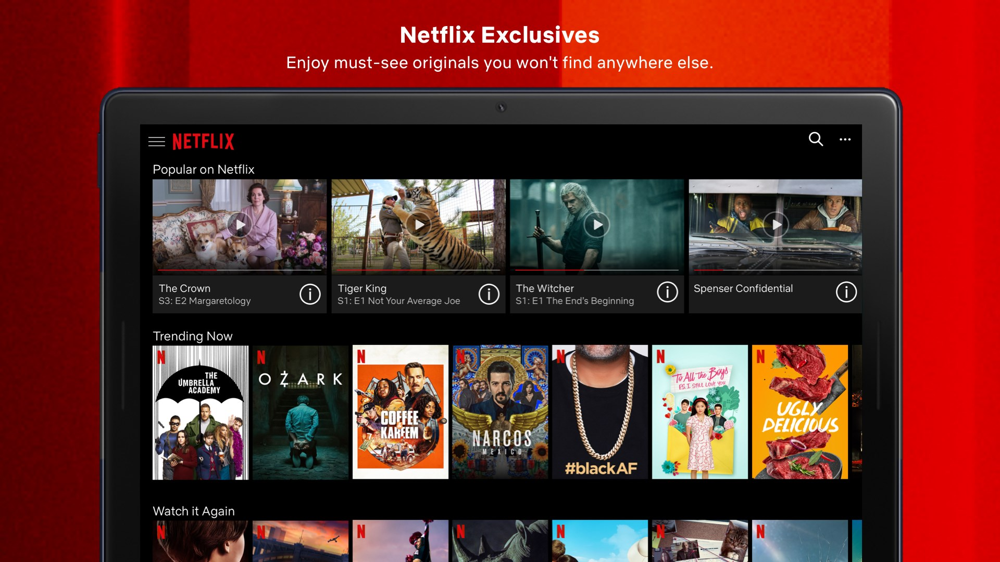 Netflix Exclusives
Enjoy must-see originals you won't find anywhere else.
NETFLIX
Popular on Netflix
The Crown
S3: E2 Margaretology
Tiger King
S1: E1 Not Your Average Joe
The Witcher
S1: E1 The End's Beginning
Spenser Confidential
Trending Now
N
THE
UMBRELLA
ACADEMY
N
OZARK
N
COFFEE
&
KAREEM
N
NARCOS
MEXICO
N
#blackAF
N
To All the Boys
P.S. I STILL LOVE YOU
N
UGLY
DELICIOUS
Watch it Again
N
N
N
N
N
N
N